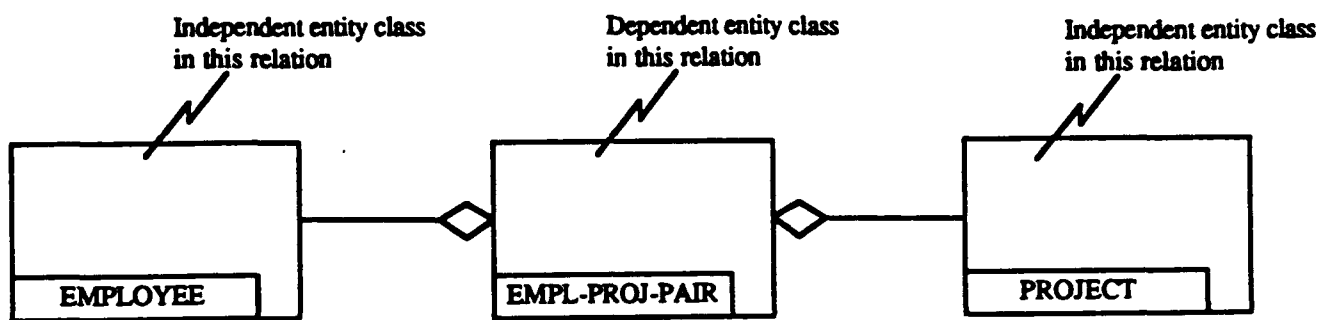 Independent entity class
in this relation
Dependent entity class
in this relation
Independent entity class
in this relation
EMPLOYEE
EMPL-PROJ-PAIR
PROJECT